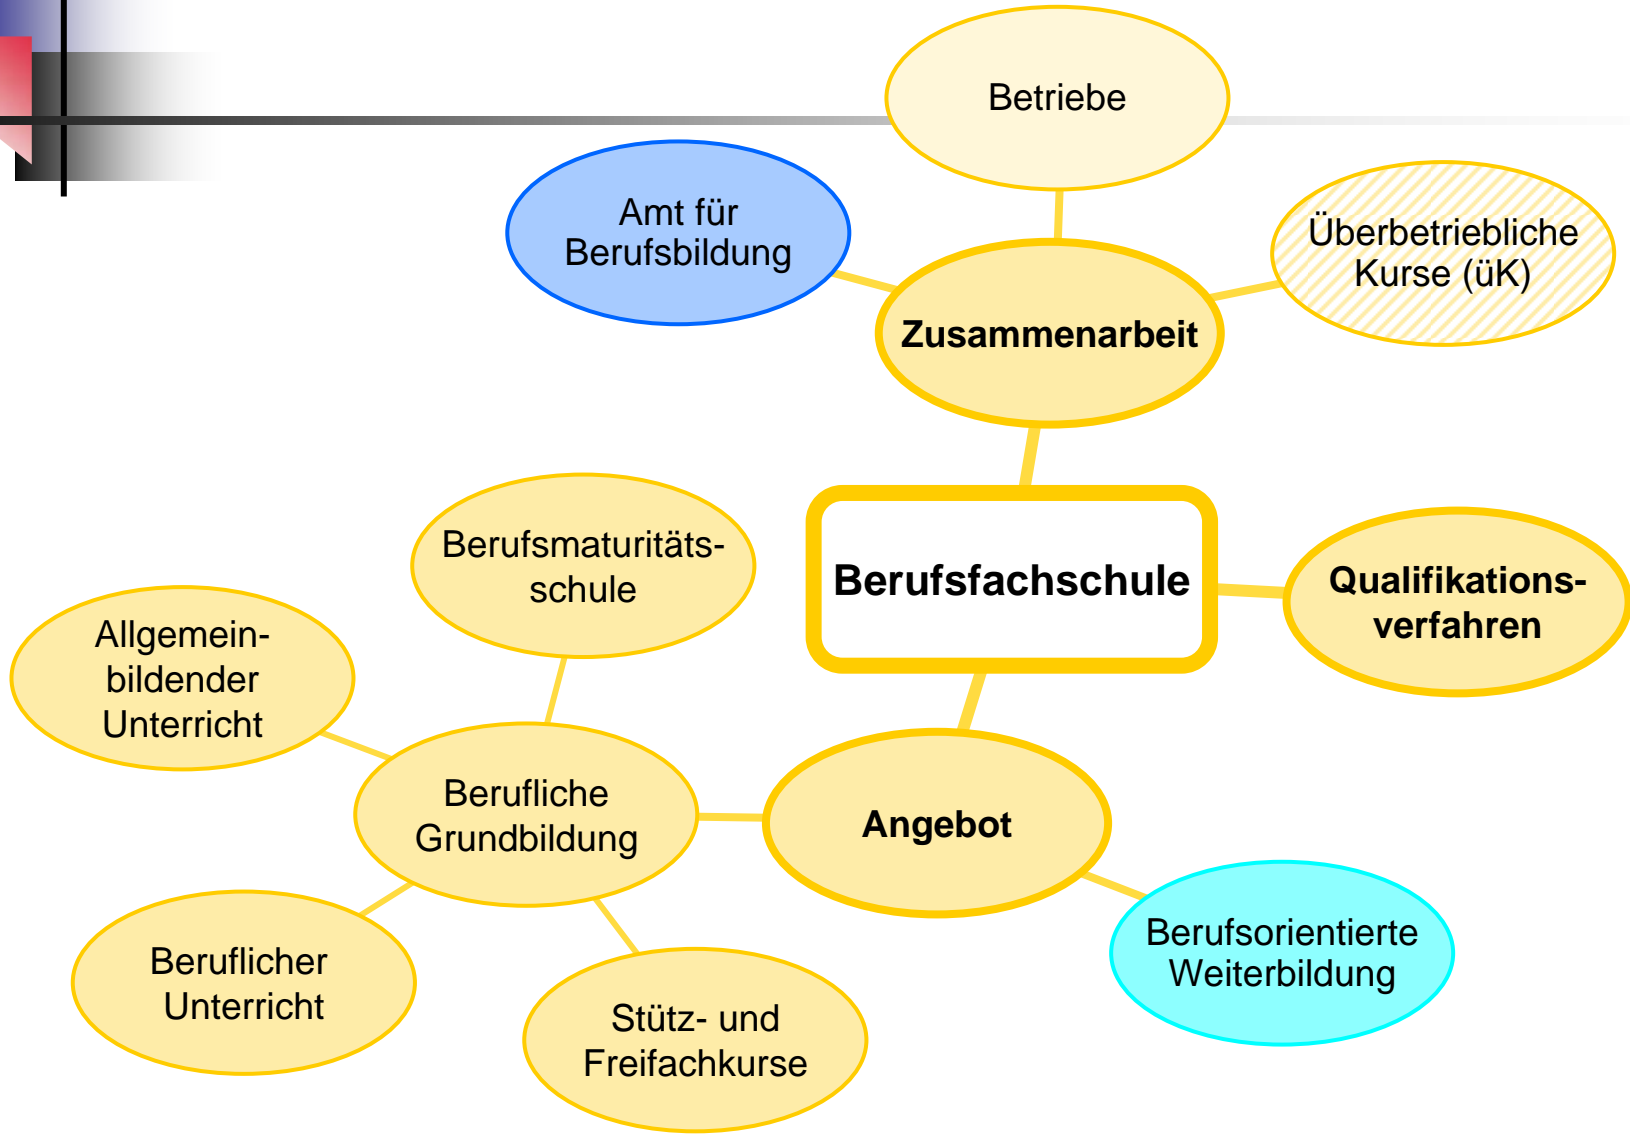 Betriebe
Amt für
Berufsbildung
Überbetriebliche
Kurse (üK)
Zusammenarbeit
Berufsmaturitäts-
schule
Berufsfachschule
Qualifikations-
verfahren
Allgemein-
bildender
Unterricht
Berufliche
Grundbildung
Angebot
Beruflicher
Unterricht
Stütz- und
Freifachkurse
Berufsorientierte
Weiterbildung